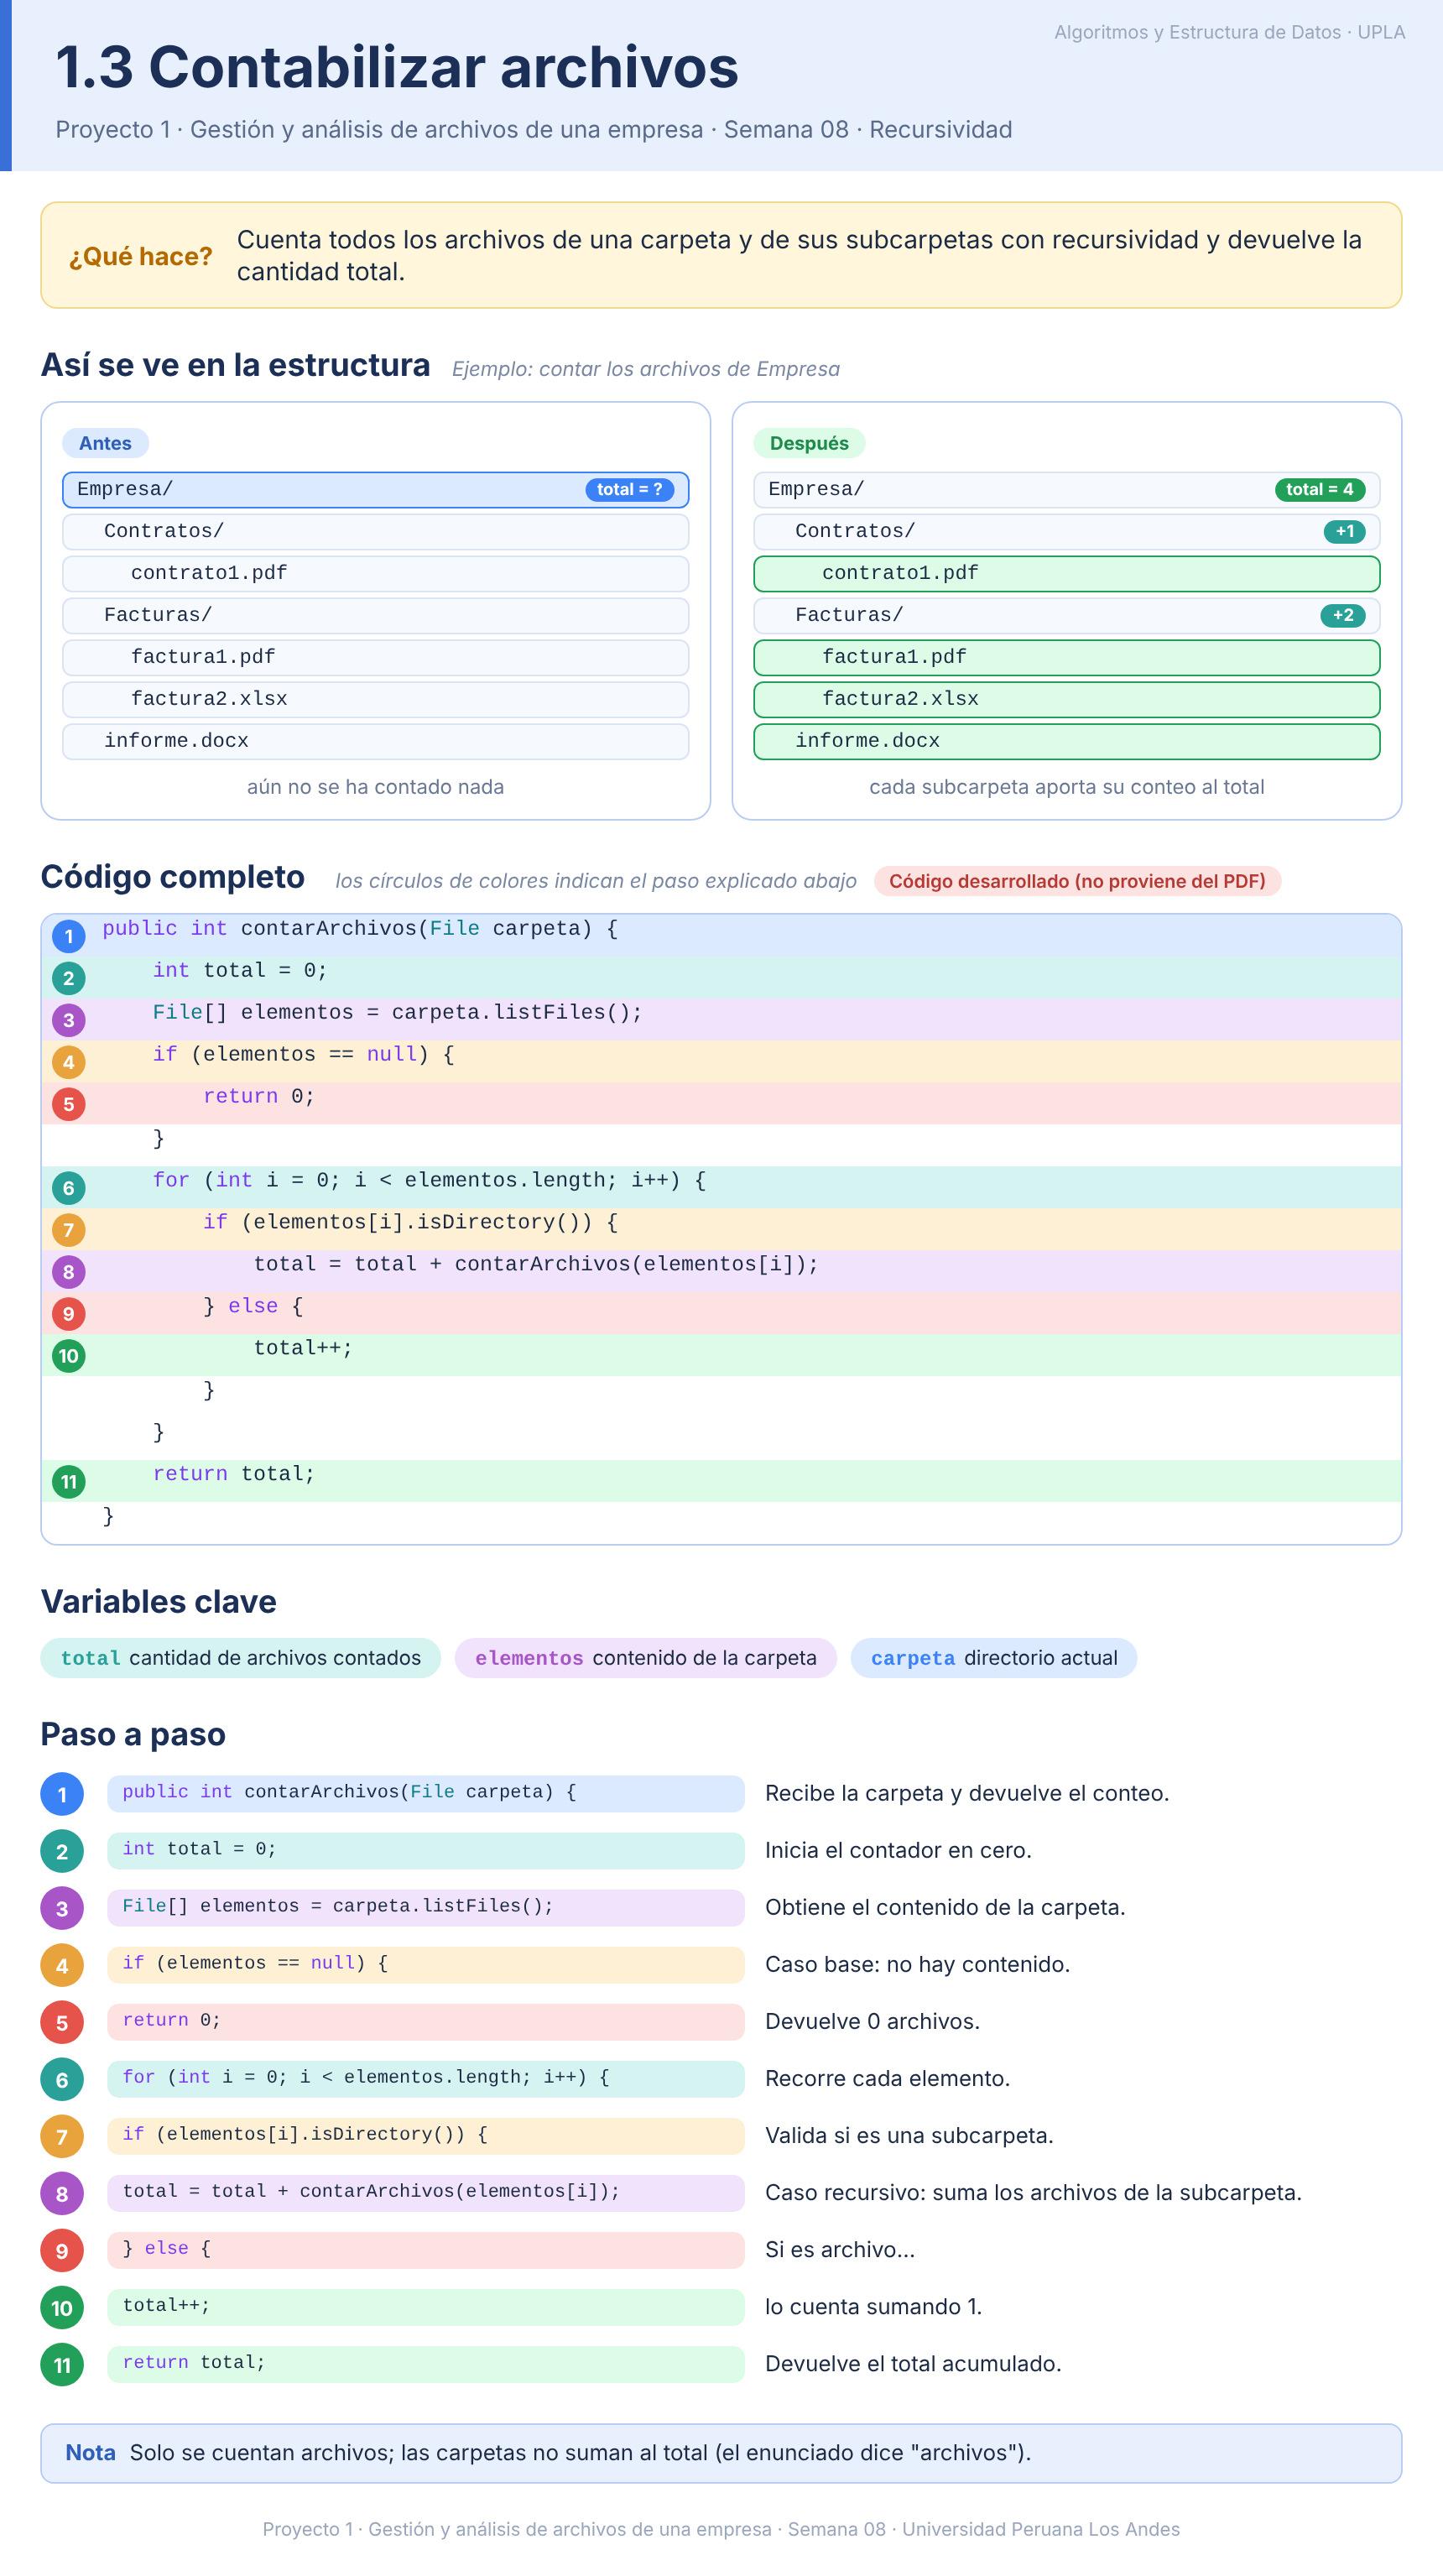 Algoritmos y Estructura de Datos · UPLA
1.3 Contabilizar archivos
Proyecto 1 · Gestión y análisis de archivos de una empresa · Semana 08 · Recursividad
¿Qué hace?
Cuenta todos los archivos de una carpeta y de sus subcarpetas con recursividad y devuelve la
cantidad total.
Así se ve en la estructura Ejemplo: contar los archivos de Empresa
Antes
Empresa/ total = ?
Contratos/
contrato1.pdf
Facturas/
factura1.pdf
factura2.xlsx
informe.docx
aún no se ha contado nada
Después
Empresa/ total = 4
Contratos/ +1
contrato1.pdf
Facturas/ +2
factura1.pdf
factura2.xlsx
informe.docx
cada subcarpeta aporta su conteo al total
Código completo los círculos de colores indican el paso explicado abajo Código desarrollado (no proviene del PDF)
1 public int contarArchivos(File carpeta) {
2 int total = 0;
3 File[] elementos = carpeta.listFiles();
4 if (elementos == null) {
5 return 0;
}
6 for (int i = 0; i < elementos.length; i++) {
7 if (elementos[i].isDirectory()) {
8 total = total + contarArchivos(elementos[i]);
9 } else {
10 total++;
}
}
11 return total;
}
Variables clave
total cantidad de archivos contados elementos contenido de la carpeta carpeta directorio actual
Paso a paso
1 public int contarArchivos(File carpeta) { Recibe la carpeta y devuelve el conteo.
2 int total = 0; Inicia el contador en cero.
3 File[] elementos = carpeta.listFiles(); Obtiene el contenido de la carpeta.
4 if (elementos == null) { Caso base: no hay contenido.
5 return 0; Devuelve 0 archivos.
6 for (int i = 0; i < elementos.length; i++) { Recorre cada elemento.
7 if (elementos[i].isDirectory()) { Valida si es una subcarpeta.
8 total = total + contarArchivos(elementos[i]); Caso recursivo: suma los archivos de la subcarpeta.
9 } else { Si es archivo...
10 total++; lo cuenta sumando 1.
11 return total; Devuelve el total acumulado.
Nota Solo se cuentan archivos; las carpetas no suman al total (el enunciado dice "archivos").
Proyecto 1 · Gestión y análisis de archivos de una empresa · Semana 08 · Universidad Peruana Los Andes